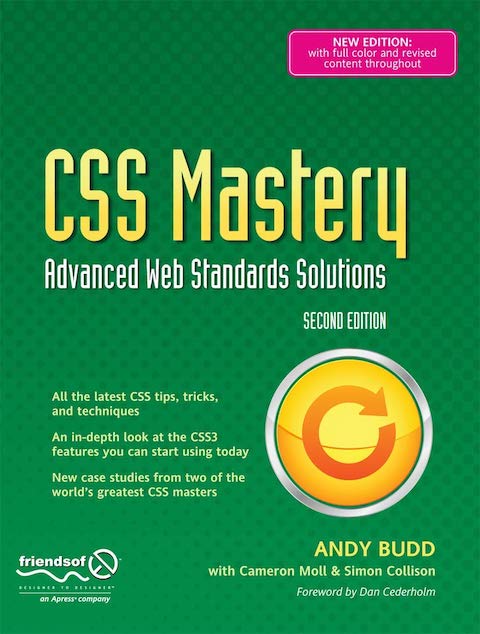 NEW EDITION:
with full color and revised
content throughout
CSS Mastery
Advanced Web Standards Solutions
SECOND EDITION
All the latest CSS tips, tricks,
and techniques
An in-depth look at the CSS3
features you can start using today
New case studies from two of the
world's greatest CSS masters
ANDY BUDD
with Cameron Moll & Simon Collison
Foreword by Dan Cederholm
friendsof
DESIGNER TO DESIGNER™
an Apress® company